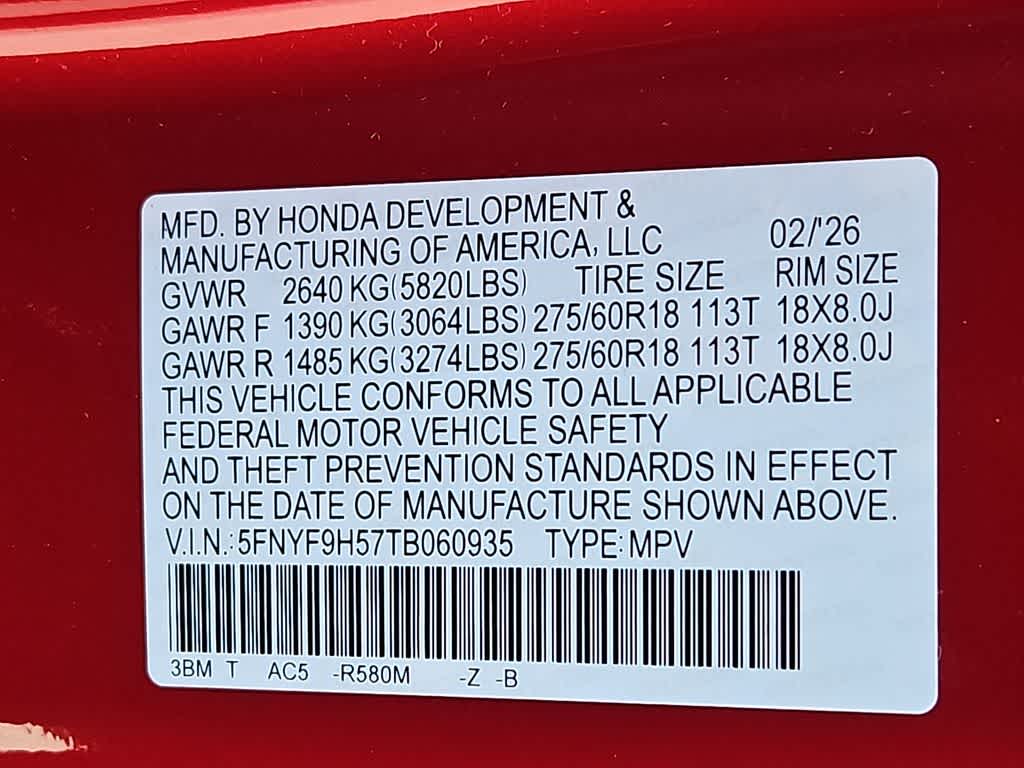 MFD. BY HONDA DEVELOPMENT &
MANUFACTURING OF AMERICA, LLC 02/'26
GVWR 2640 KG(5820LBS) TIRE SIZE RIM SIZE
GAWR F 1390 KG(3064LBS) 275/60R18 113T 18X8.0J
GAWR R 1485 KG(3274LBS) 275/60R18 113T 18X8.0J
THIS VEHICLE CONFORMS TO ALL APPLICABLE
FEDERAL MOTOR VEHICLE SAFETY
AND THEFT PREVENTION STANDARDS IN EFFECT
ON THE DATE OF MANUFACTURE SHOWN ABOVE.
V.I.N.:5FNYF9H57TB060935 TYPE:MPV
3BM T AC5 -R580M -Z -B